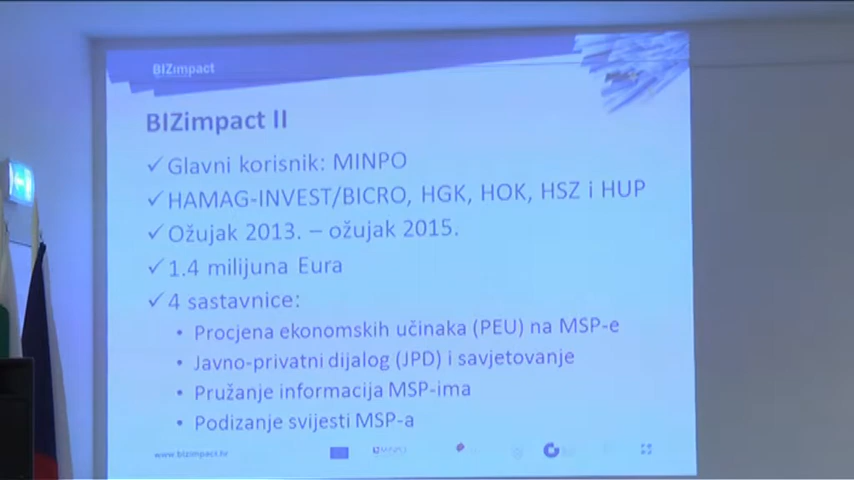 BIZimpact
BIZimpact II
✓ Glavni korisnik: MINPO
✓ HAMAG-INVEST/BICRO, HGK, HOK, HSZ i HUP
✓ Ožujak 2013. – ožujak 2015.
✓ 1.4 milijuna Eura
✓ 4 sastavnice:
• Procjena ekonomskih učinaka (PEU) na MSP-e
• Javno-privatni dijalog (JPD) i savjetovanje
• Pružanje informacija MSP-ima
• Podizanje svijesti MSP-a
www.bizimpact.hr